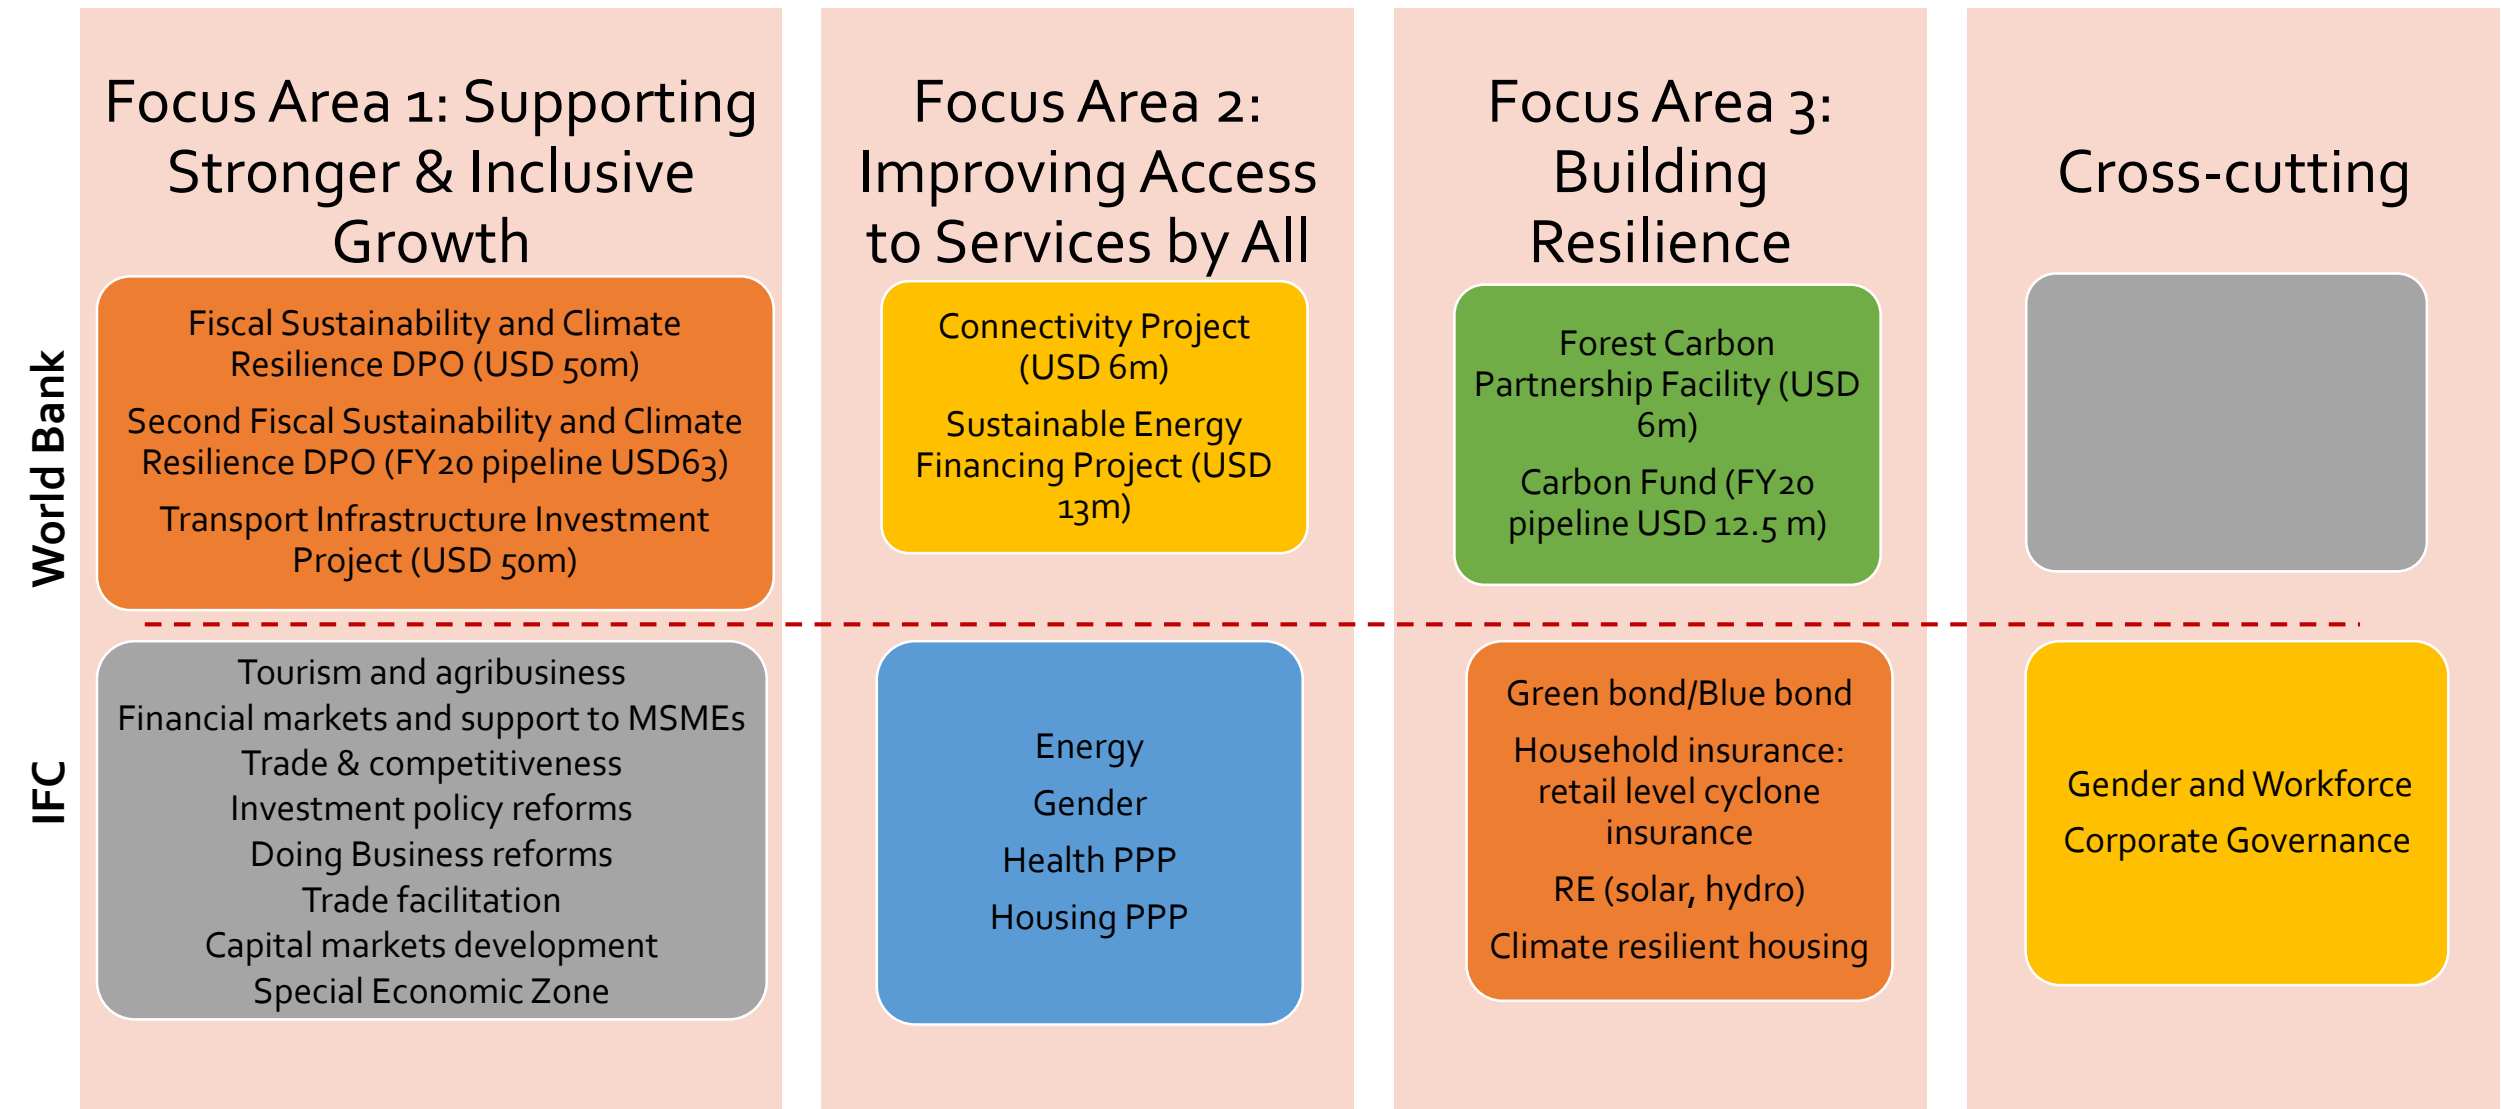 Focus Area 1: Supporting
Stronger & Inclusive
Growth
Focus Area 2:
Improving Access
to Services by All
Focus Area 3:
Building
Resilience
Cross-cutting
World Bank
Fiscal Sustainability and Climate
Resilience DPO (USD 50m)
Second Fiscal Sustainability and Climate
Resilience DPO (FY20 pipeline USD63)
Transport Infrastructure Investment
Project (USD 50m)
Connectivity Project
(USD 6m)
Sustainable Energy
Financing Project (USD
13m)
Forest Carbon
Partnership Facility (USD
6m)
Carbon Fund (FY20
pipeline USD 12.5 m)
IFC
Tourism and agribusiness
Financial markets and support to MSMEs
Trade & competitiveness
Investment policy reforms
Doing Business reforms
Trade facilitation
Capital markets development
Special Economic Zone
Energy
Gender
Health PPP
Housing PPP
Green bond/Blue bond
Household insurance:
retail level cyclone
insurance
RE (solar, hydro)
Climate resilient housing
Gender and Workforce
Corporate Governance